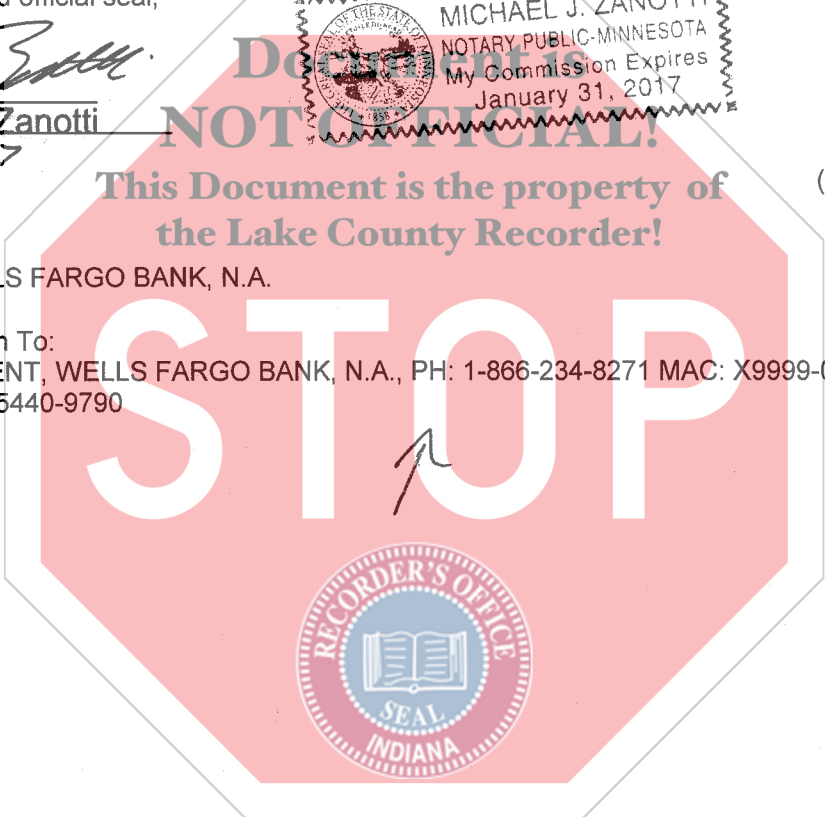 official seal,
MICHAEL J. ZANOTTI
NOTARY PUBLIC-MINNESOTA
My Commission Expires
January 31, 2017
Zanotti
Document is
NOT OFFICIAL!
This Document is the property of
the Lake County Recorder!
(
LS FARGO BANK, N.A.
To:
ENT, WELLS FARGO BANK, N.A., PH: 1-866-234-8271 MAC: X9999-0
5440-9790
STOP
RECORDER'S OFFICE
SEAL
INDIANA